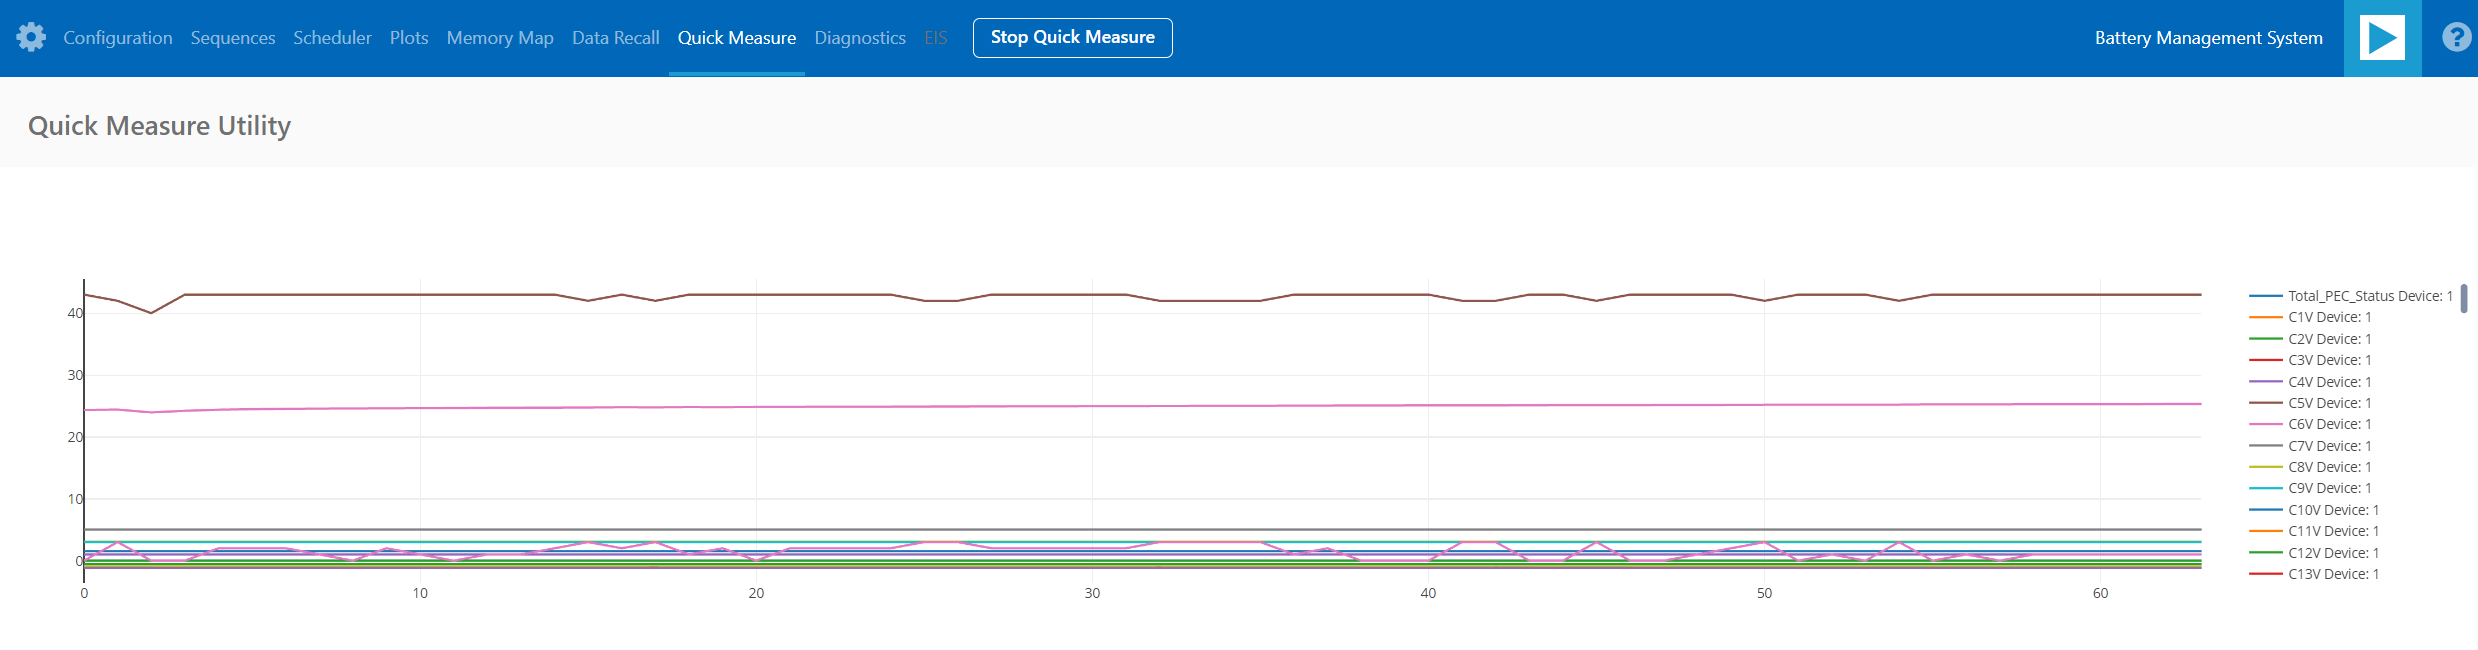 Configuration Sequences Scheduler Plots Memory Map Data Recall Quick Measure Diagnostics EIS Stop Quick Measure Battery Management System ?
Quick Measure Utility
40
30
20
10
0
0 10 20 30 40 50 60
Total_PEC_Status Device: 1
C1V Device: 1
C2V Device: 1
C3V Device: 1
C4V Device: 1
C5V Device: 1
C6V Device: 1
C7V Device: 1
C8V Device: 1
C9V Device: 1
C10V Device: 1
C11V Device: 1
C12V Device: 1
C13V Device: 1